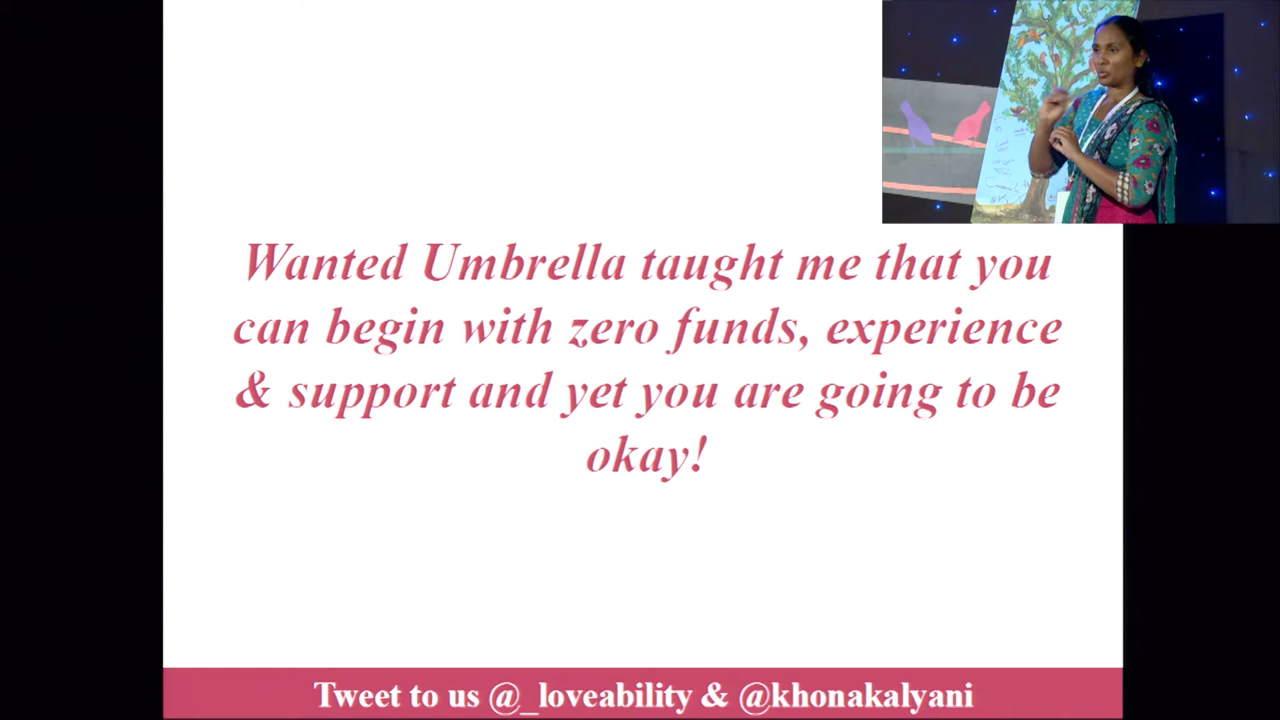 Wanted Umbrella taught me that you
can begin with zero funds, experience
& support and yet you are going to be
okay!
Tweet to us @_loveability & @khonakalyani